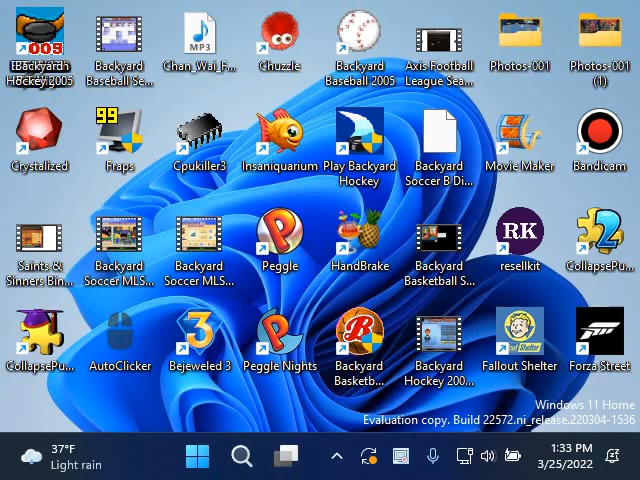 Backyard
Hockey 2005
009
Backyard
Baseball Se...
MP3
Chan_Wai_F...
Chuzzle
Backyard
Baseball 2005
Axis Football
League Sea...
Photos-001
Photos-001
(1)
Crystalized
99
Fraps
Cpukiller3
Insaniquarium
Play Backyard
Hockey
Backyard
Soccer B Di...
Movie Maker
Bandicam
Saints &
Sinners Bin...
Backyard
Soccer MLS...
Backyard
Soccer MLS...
Peggle
HandBrake
Backyard
Basketball S...
RK
resellkit
CollapsePu...
CollapsePu...
AutoClicker
3
Bejeweled 3
Peggle Nights
Backyard
Basketb...
Backyard
Hockey 200...
Fallout Shelter
Forza Street
Windows 11 Home
Evaluation copy. Build 22572.ni_release.220304-1536
37°F
Light rain
1:33 PM
3/25/2022